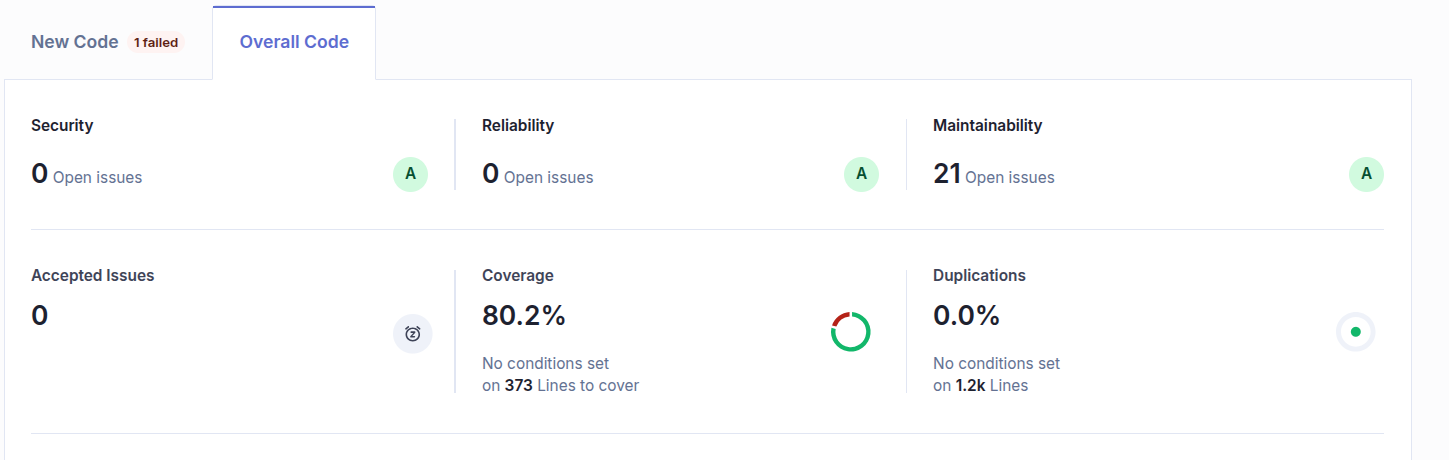 New Code 1 failed Overall Code
Security
0 Open issues
A
Reliability
0 Open issues
A
Maintainability
21 Open issues
A
Accepted Issues
0
Coverage
80.2%
No conditions set
on 373 Lines to cover
Duplications
0.0%
No conditions set
on 1.2k Lines